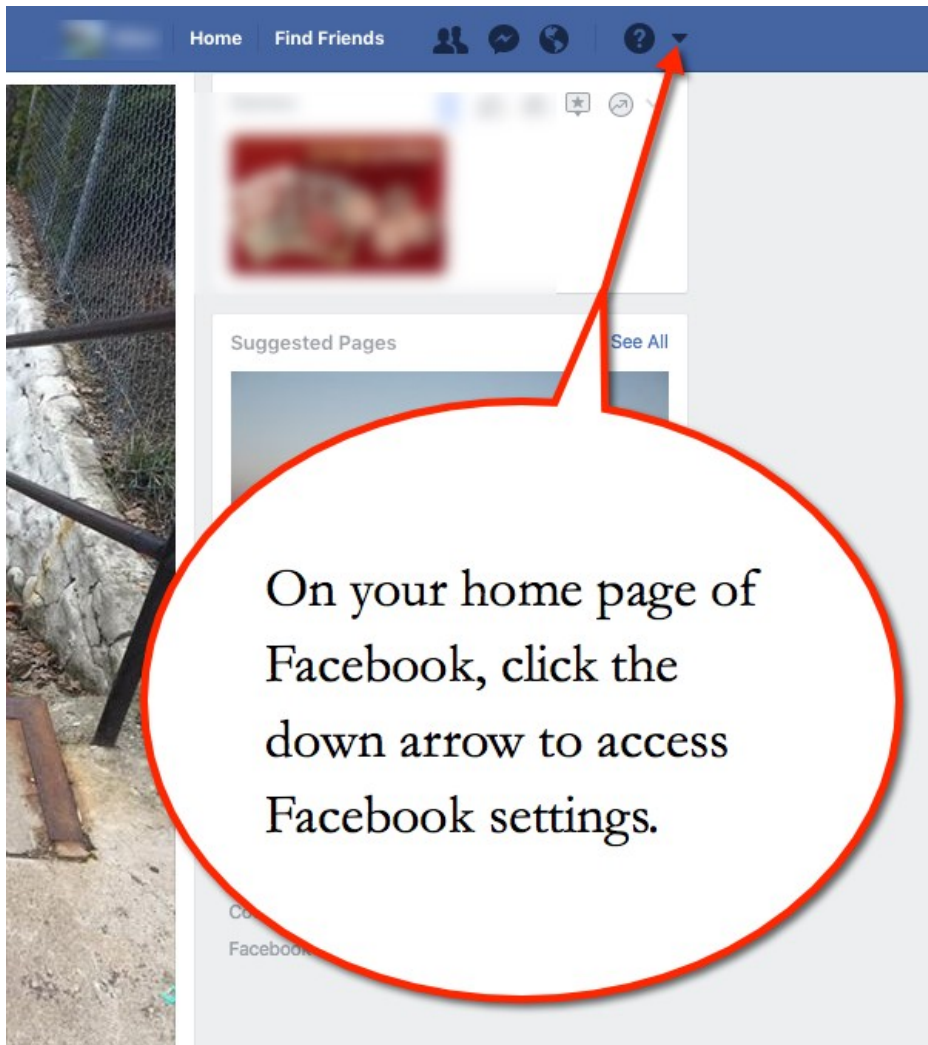 Home Find Friends
Suggested Pages See All
On your home page of
Facebook, click the
down arrow to access
Facebook settings.
Facebook